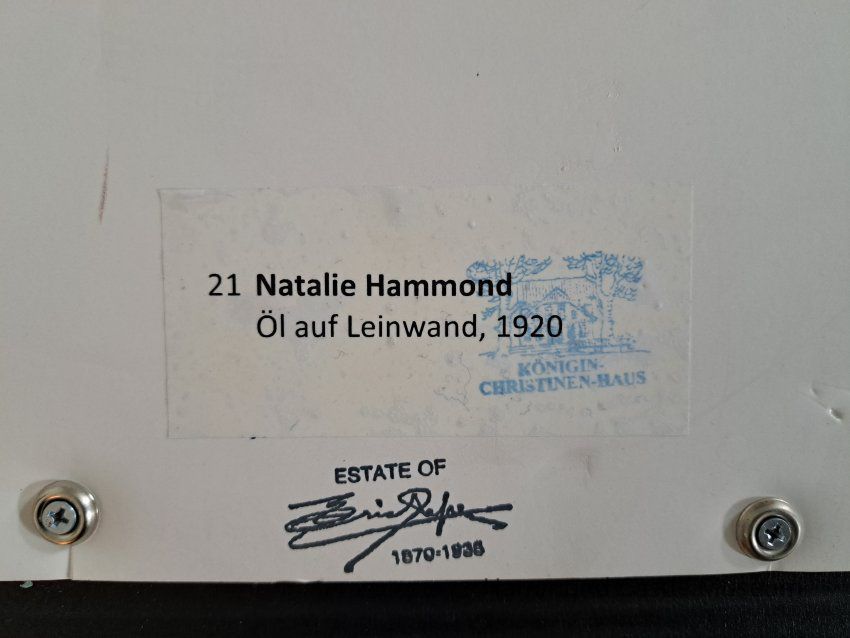 21 Natalie Hammond
Öl auf Leinwand, 1920
KÖNIGIN-
CHRISTINEN-HAUS
ESTATE OF
1870-1938